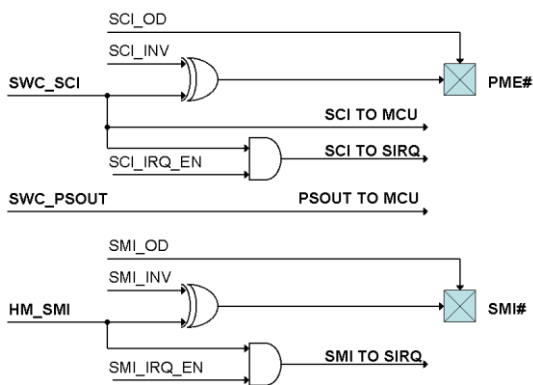 SCI_OD
SCI_INV
SWC_SCI
PME#
SCI TO MCU
SCI TO SIRQ
SCI_IRQ_EN
SWC_PSOUT
PSOUT TO MCU
SMI_OD
SMI_INV
HM_SMI
SMI#
SMI TO SIRQ
SMI_IRQ_EN